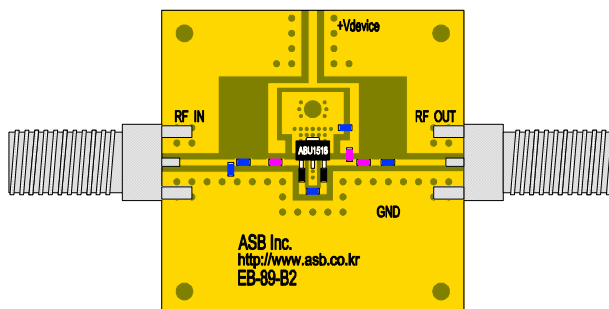 +Vdevice
RF IN
RF OUT
ABU1518
GND
ASB Inc.
http://www.asb.co.kr
EB-89-B2